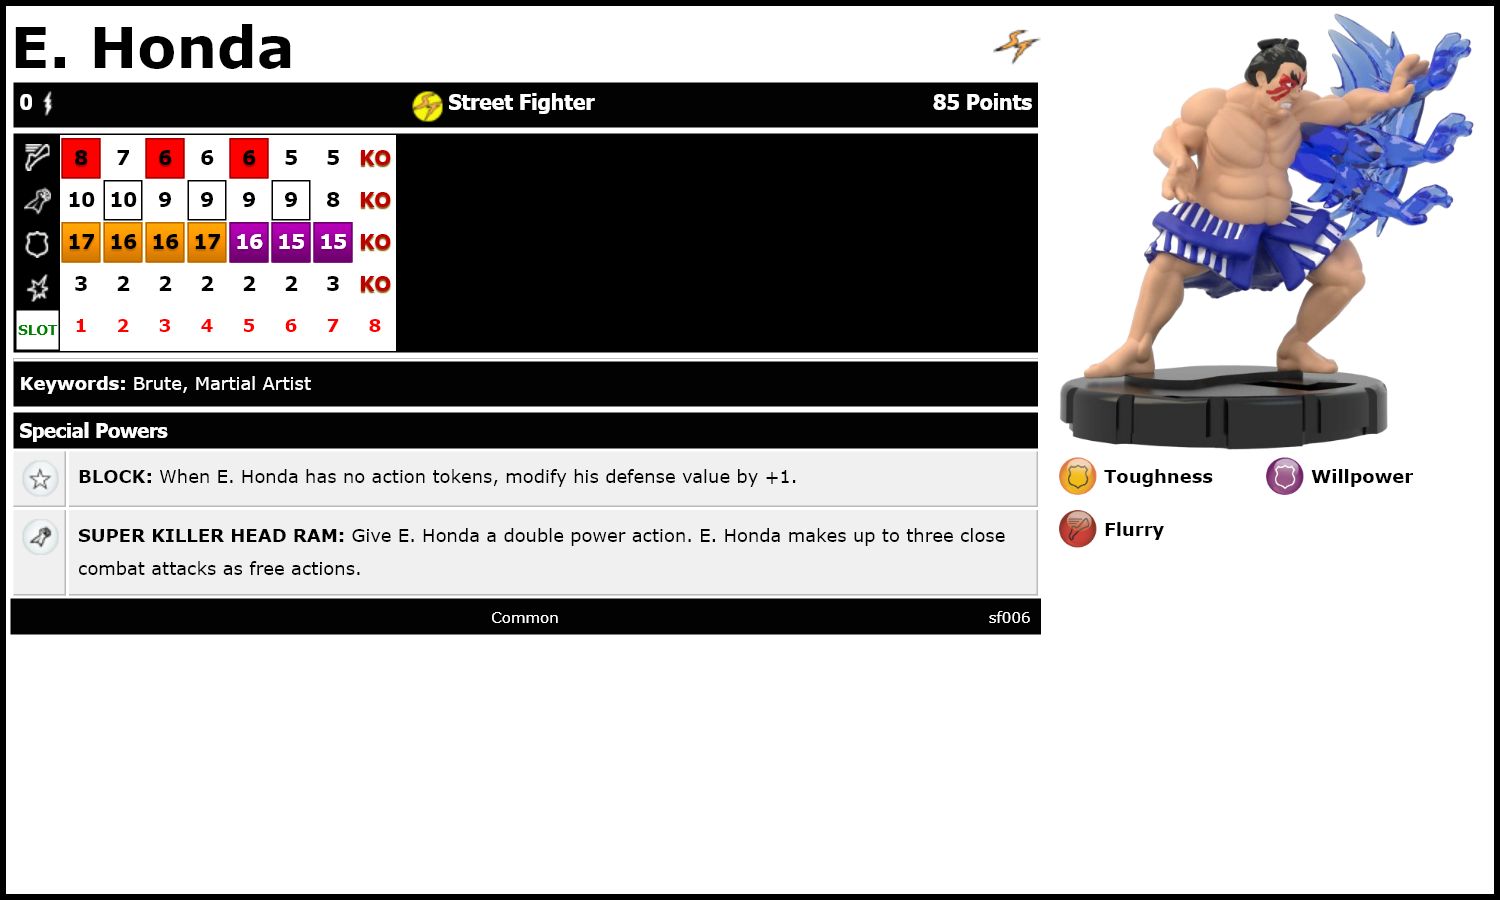 E. Honda
0 Street Fighter 85 Points
8 7 6 6 6 5 5 KO
10 10 9 9 9 9 8 KO
17 16 16 17 16 15 15 KO
3 2 2 2 2 2 3 KO
SLOT 1 2 3 4 5 6 7 8
Keywords: Brute, Martial Artist
Special Powers
BLOCK: When E. Honda has no action tokens, modify his defense value by +1.
SUPER KILLER HEAD RAM: Give E. Honda a double power action. E. Honda makes up to three close
combat attacks as free actions.
Common sf006
Toughness Willpower
Flurry